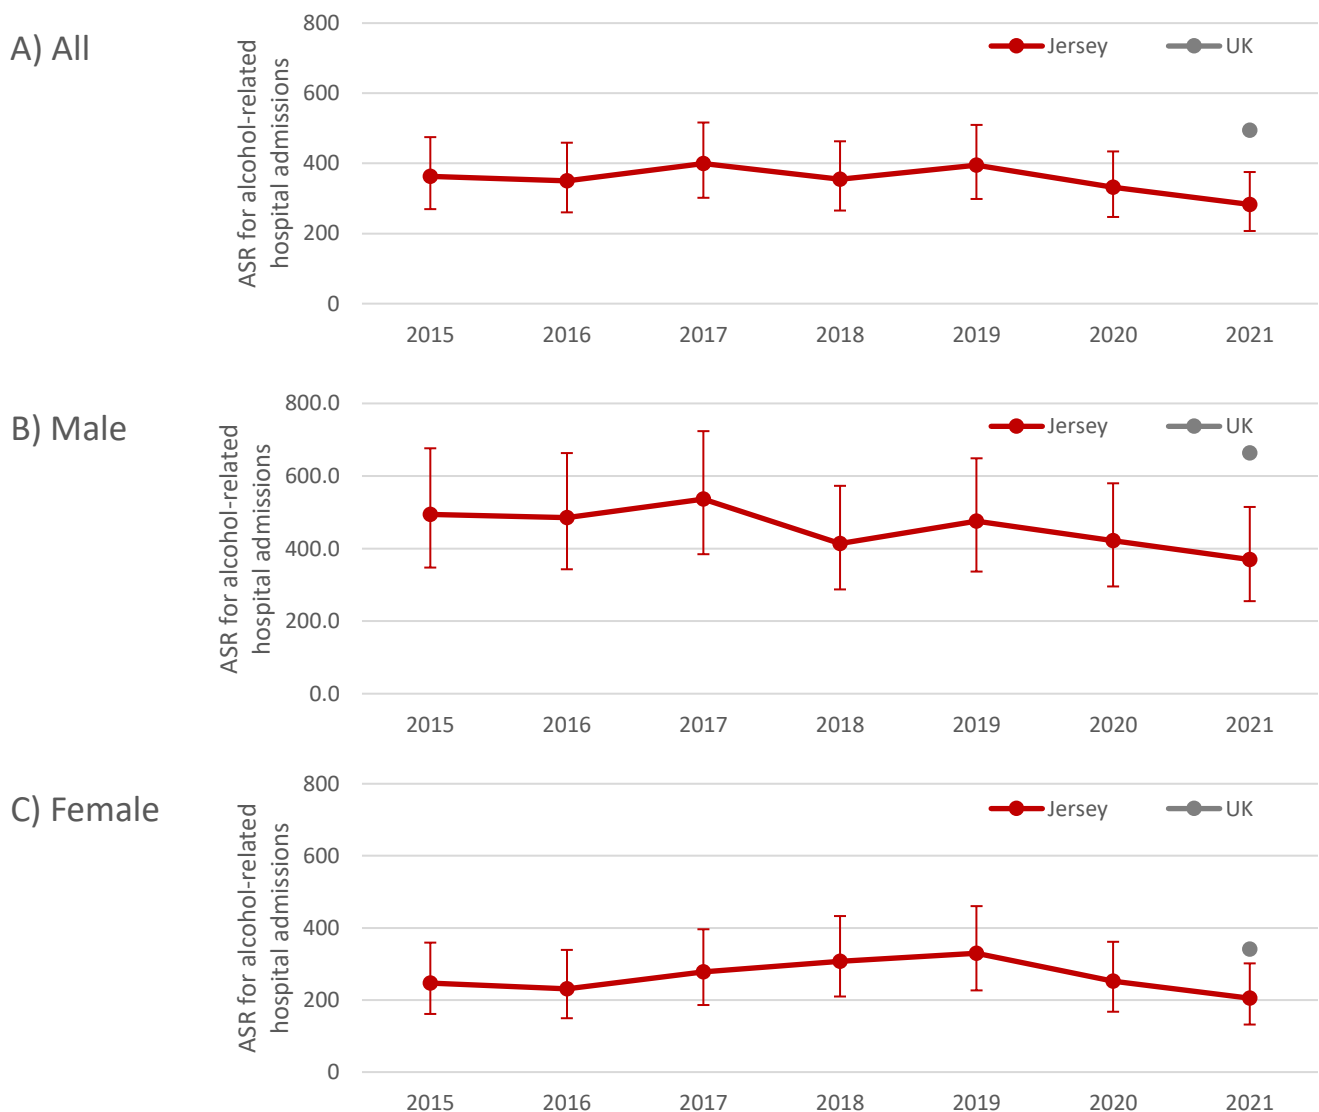 A) All
ASR for alcohol-related
hospital admissions
800
600
400
200
0
Jersey
UK
2015 2016 2017 2018 2019 2020 2021
B) Male
ASR for alcohol-related
hospital admissions
800.0
600.0
400.0
200.0
0.0
Jersey
UK
2015 2016 2017 2018 2019 2020 2021
C) Female
ASR for alcohol-related
hospital admissions
800
600
400
200
0
Jersey
UK
2015 2016 2017 2018 2019 2020 2021